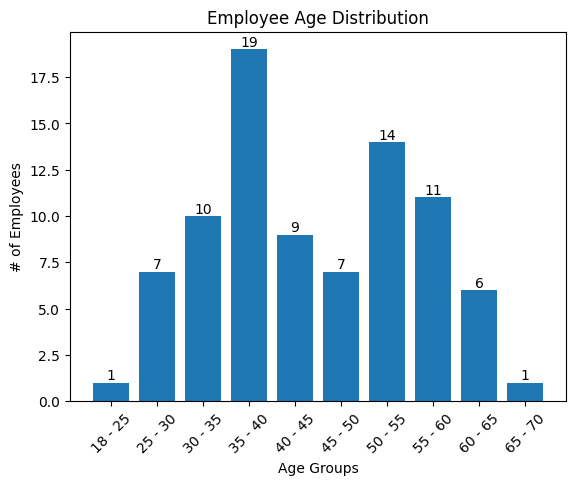 Employee Age Distribution
# of Employees
17.5
15.0
12.5
10.0
7.5
5.0
2.5
0.0
1
7
10
19
9
7
14
11
6
1
18 - 25
25 - 30
30 - 35
35 - 40
40 - 45
45 - 50
50 - 55
55 - 60
60 - 65
65 - 70
Age Groups